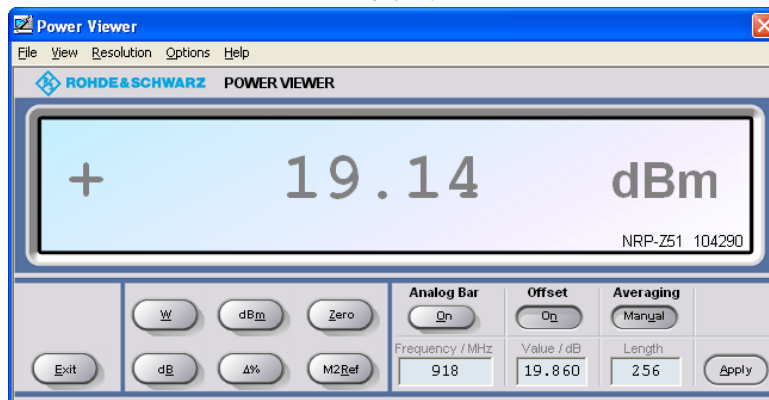 Power Viewer
File View Resolution Options Help
ROHDE&SCHWARZ POWER VIEWER
+ 19.14 dBm
NRP-Z51 104290
Analog Bar Offset Averaging
W dBm Zero On On Manual
Frequency / MHz Value / dB Length
Exit dB Δ% M2Ref 918 19.860 256 Apply